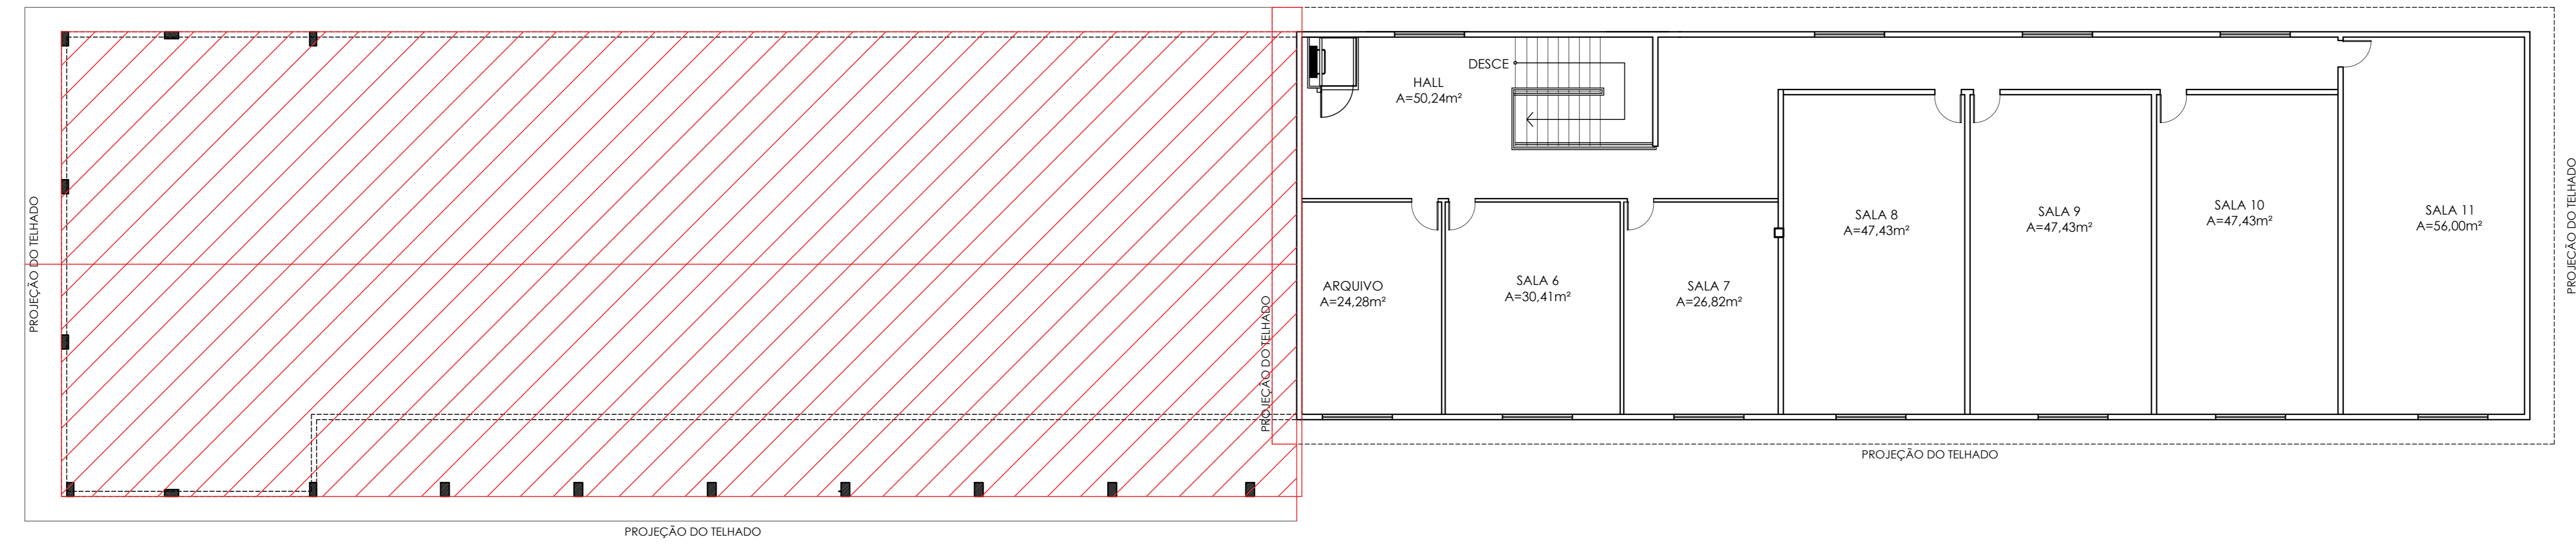 DESCE
HALL
A=50,24m²
PROJEÇÃO DO TELHADO
PROJEÇÃO DO TELHADO
ARQUIVO
A=24,28m²
SALA 6
A=30,41m²
SALA 7
A=26,82m²
SALA 8
A=47,43m²
SALA 9
A=47,43m²
SALA 10
A=47,43m²
SALA 11
A=56,00m²
PROJEÇÃO DO TELHADO
PROJEÇÃO DO TELHADO
PROJEÇÃO DO TELHADO